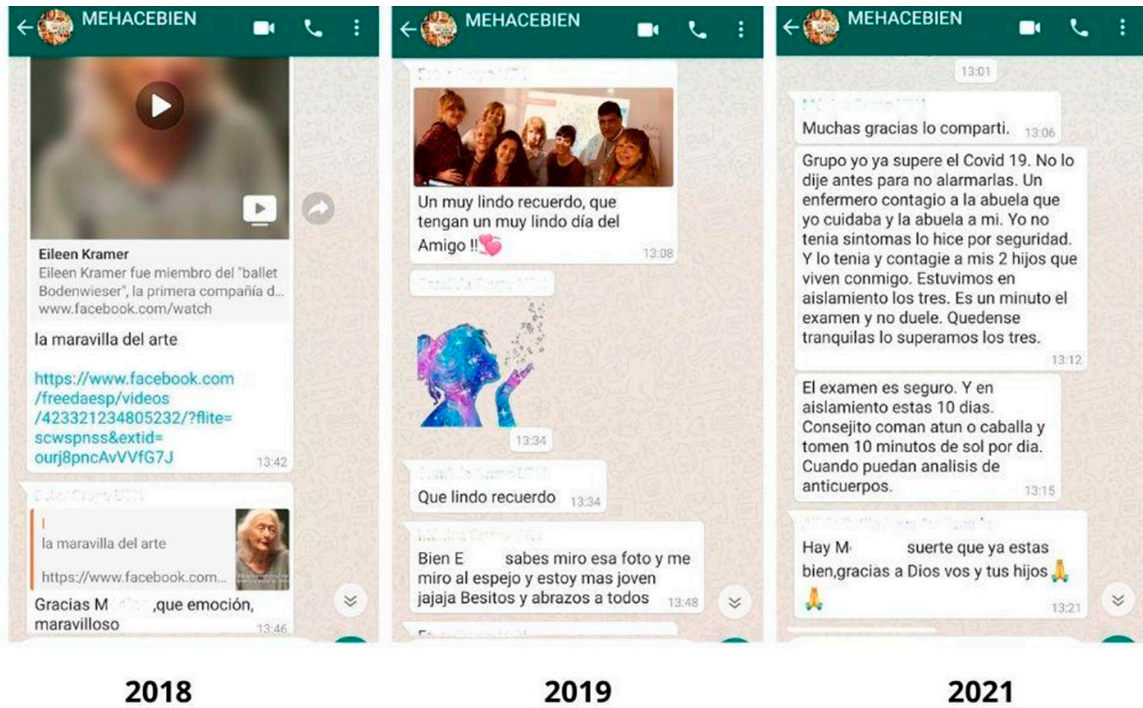 MEHACEBIEN
Eileen Kramer
Eileen Kramer fue miembro del "ballet
Bodenwieser", la primera compañía d...
www.facebook.com/watch
la maravilla del arte
https://www.facebook.com
/freedaesp/videos
/423321234805232/?flite=
scwspnss&extid=
ourj8pncAvVVfG7J
13:42
la maravilla del arte
https://www.facebook.com...
Gracias M ,que emoción,
maravilloso
13:46
2018
MEHACEBIEN
Un muy lindo recuerdo, que
tengan un muy lindo día del
Amigo !!
13:08
13:34
Que lindo recuerdo 13:34
Bien E sabes miro esa foto y me
miro al espejo y estoy mas joven
jajaja Besitos y abrazos a todos 13:48
2019
MEHACEBIEN
13:01
Muchas gracias lo comparti. 13:06
Grupo yo ya supere el Covid 19. No lo
dije antes para no alarmarlas. Un
enfermero contagio a la abuela que
yo cuidaba y la abuela a mi. Yo no
tenia sintomas lo hice por seguridad.
Y lo tenia y contagie a mis 2 hijos que
viven conmigo. Estuvimos en
aislamiento los tres. Es un minuto el
examen y no duele. Quedense
tranquilas lo superamos los tres.
13:12
El examen es seguro. Y en
aislamiento estas 10 dias.
Consejito coman atun o caballa y
tomen 10 minutos de sol por dia.
Cuando puedan analisis de
anticuerpos.
13:15
Hay M suerte que ya estas
bien,gracias a Dios vos y tus hijos
13:21
2021